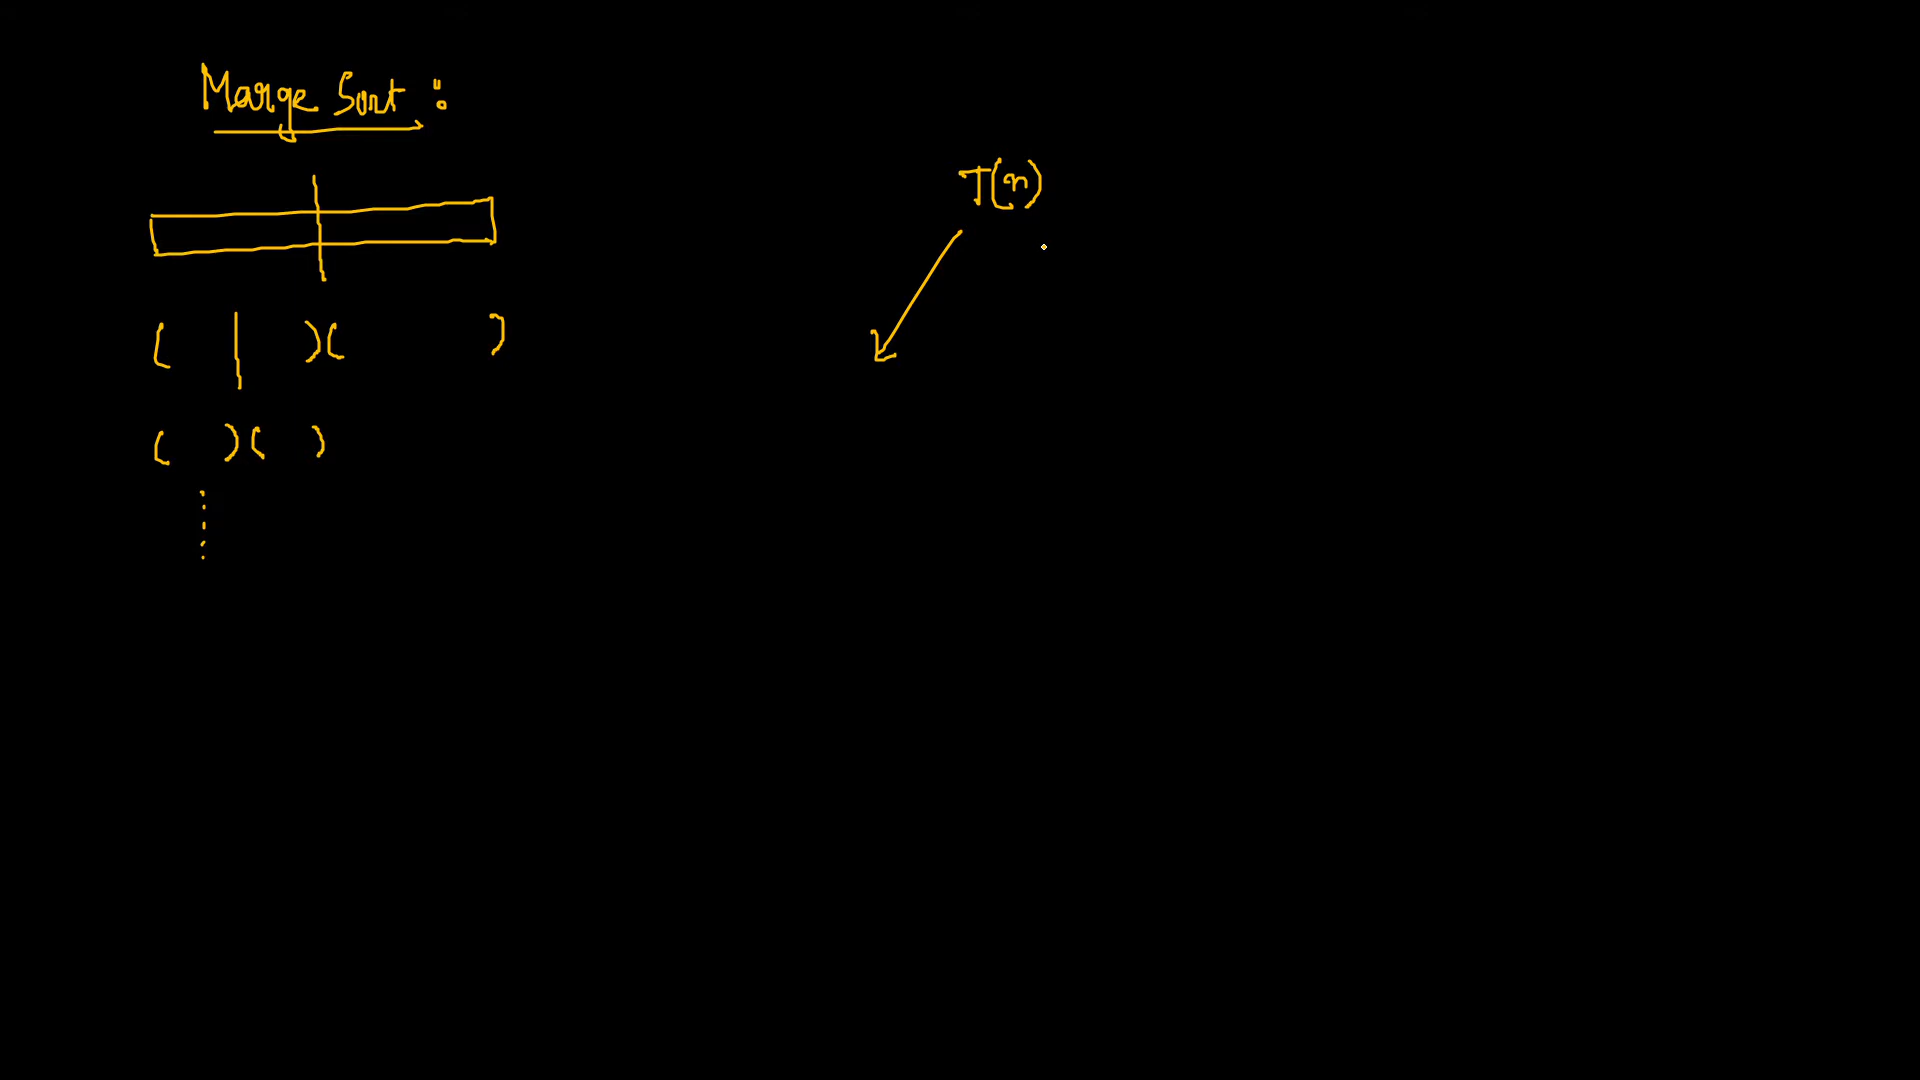 Marge Sort :
T(n)
( | )( )
( )( )